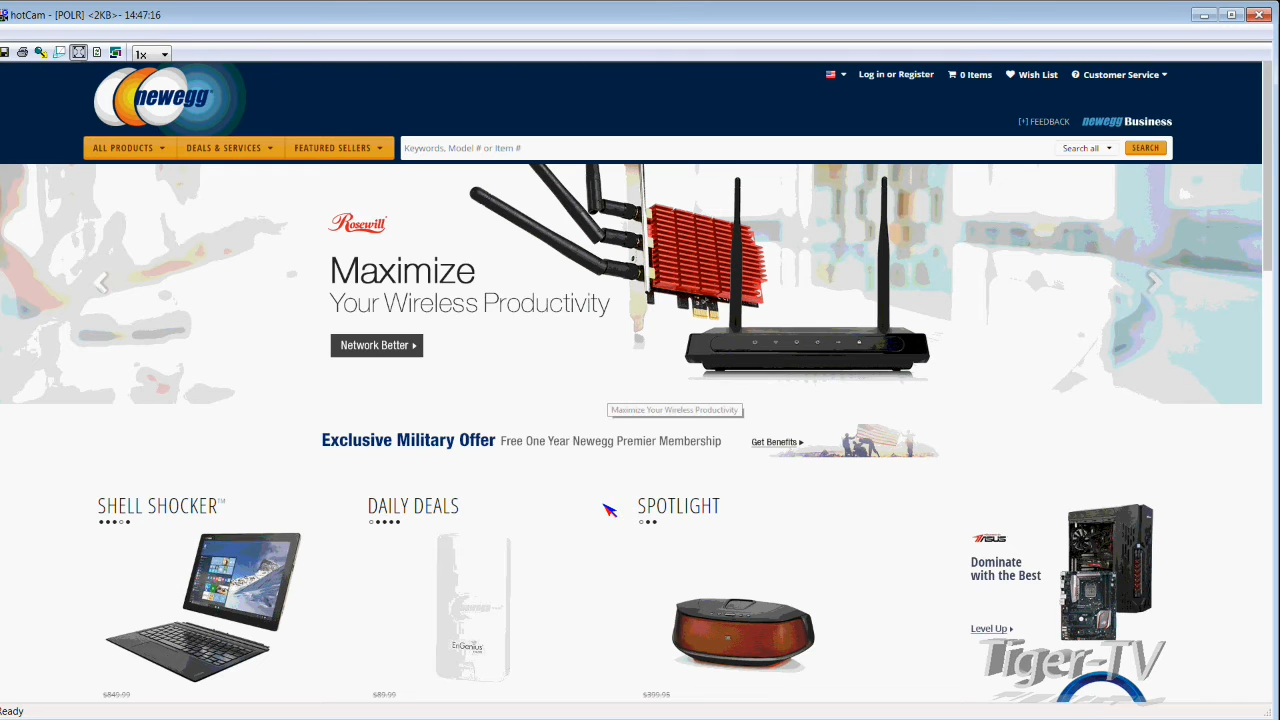 hotCam - [POLR] <2KB> - 14:47:16
1x
newegg
Log in or Register
0 Items
Wish List
Customer Service
[+] FEEDBACK
newegg Business
ALL PRODUCTS
DEALS & SERVICES
FEATURED SELLERS
Keywords, Model # or Item #
Search all
SEARCH
Rosewill
Maximize
Your Wireless Productivity
Network Better
Maximize Your Wireless Productivity
Exclusive Military Offer Free One Year Newegg Premier Membership
Get Benefits
SHELL SHOCKER™
DAILY DEALS
SPOTLIGHT
ASUS
Dominate
with the Best
EnGenius
Level Up
Tiger-TV
$849.99
$89.99
$399.95
Ready